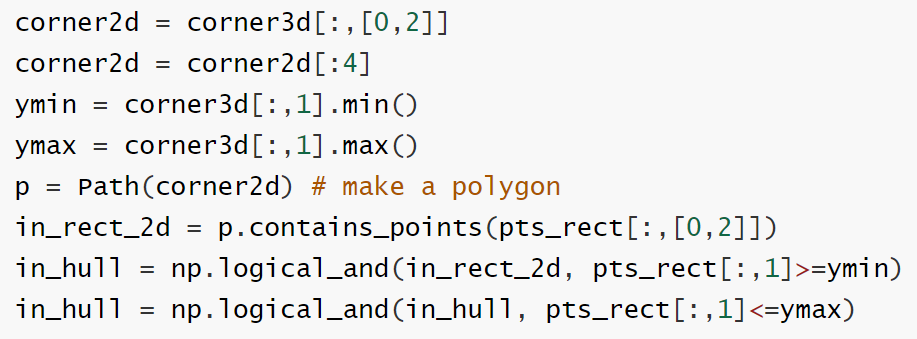 corner2d = corner3d[:,[0,2]]
corner2d = corner2d[:4]
ymin = corner3d[:,1].min()
ymax = corner3d[:,1].max()
p = Path(corner2d) # make a polygon
in_rect_2d = p.contains_points(pts_rect[:,[0,2]])
in_hull = np.logical_and(in_rect_2d, pts_rect[:,1]>=ymin)
in_hull = np.logical_and(in_hull, pts_rect[:,1]<=ymax)